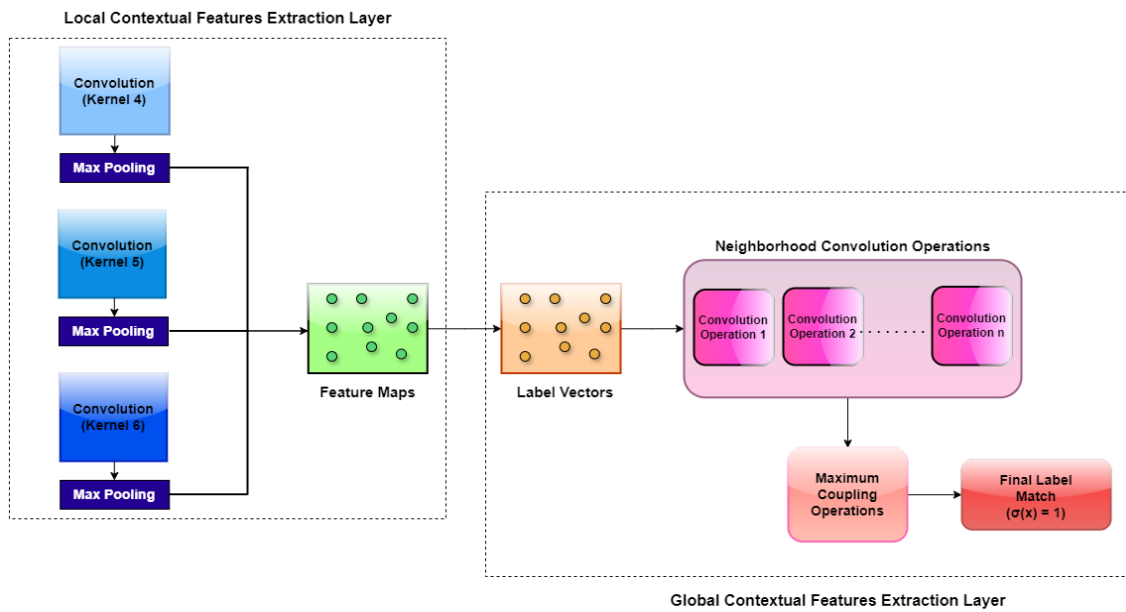 Local Contextual Features Extraction Layer
Convolution
(Kernel 4)
Max Pooling
Convolution
(Kernel 5)
Max Pooling
Convolution
(Kernel 6)
Max Pooling
Feature Maps
Label Vectors
Neighborhood Convolution Operations
Convolution
Operation 1
Convolution
Operation 2
Convolution
Operation n
Maximum
Coupling
Operations
Final Label
Match
(σ(x) = 1)
Global Contextual Features Extraction Layer